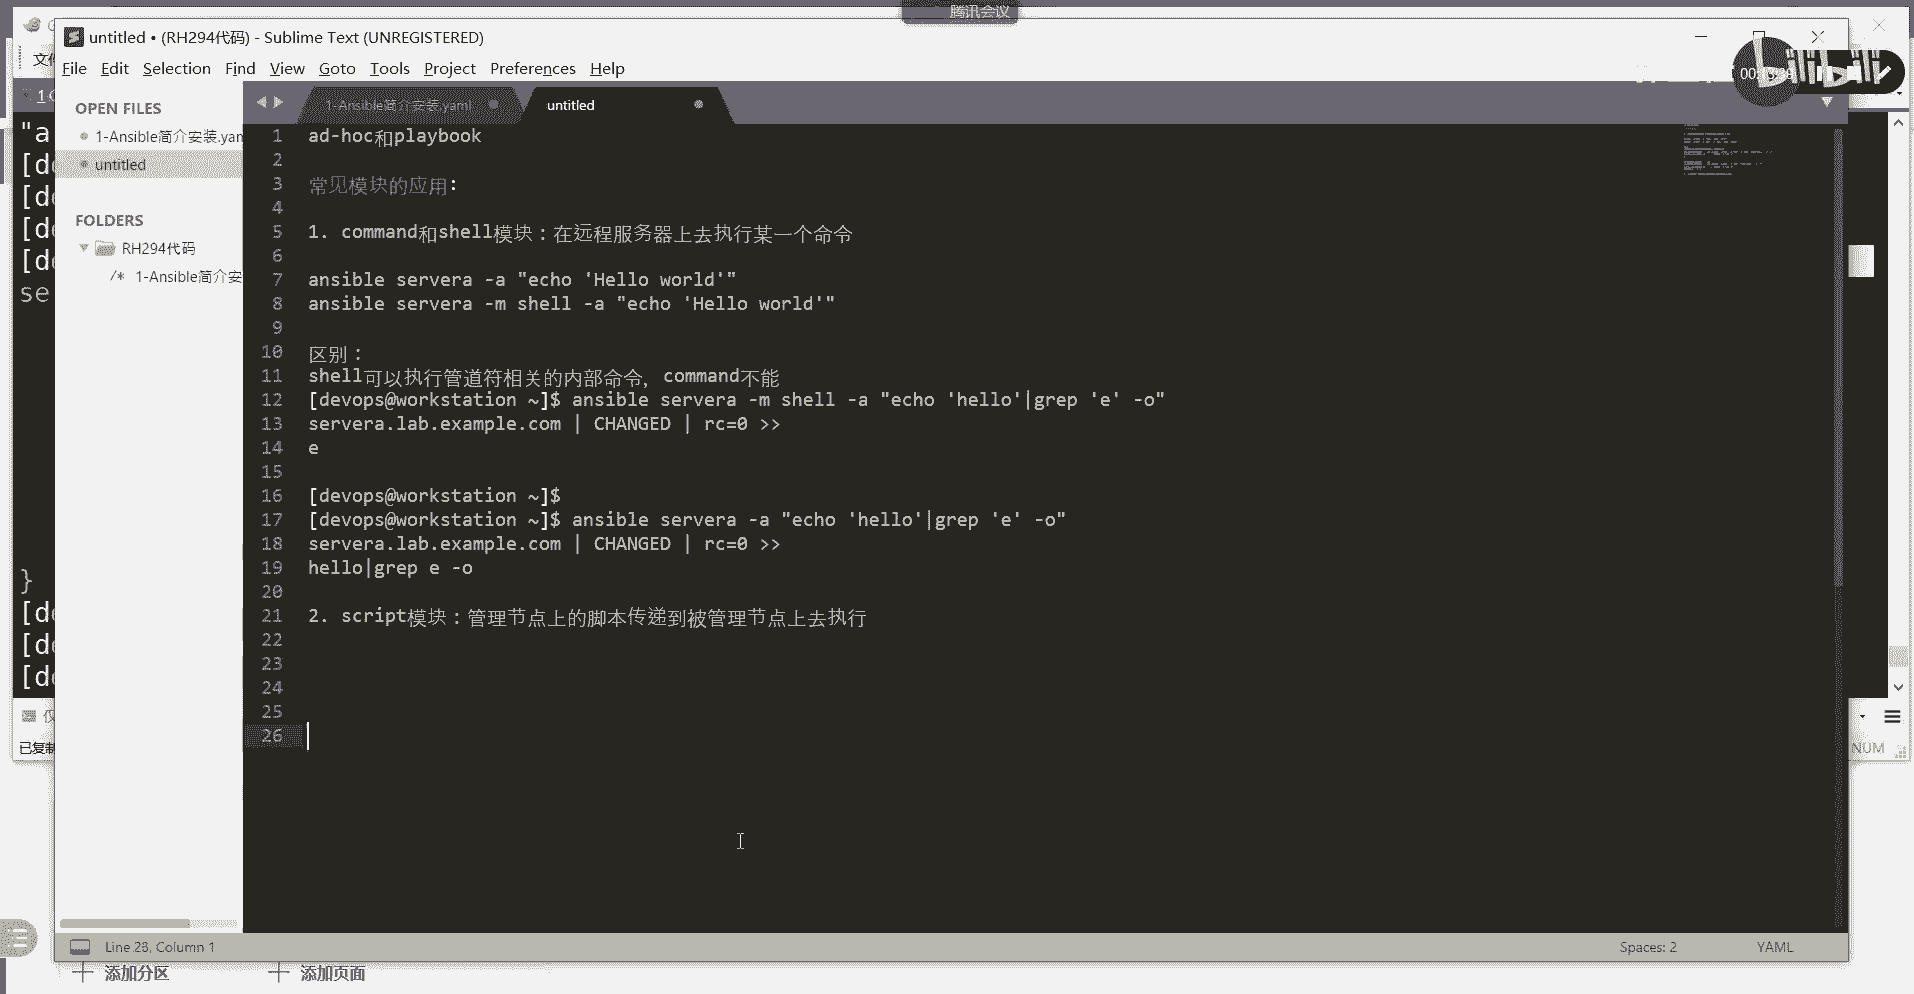 腾讯会议
untitled • (RH294代码) - Sublime Text (UNREGISTERED)
File Edit Selection Find View Goto Tools Project Preferences Help
bilibili
OPEN FILES
1-Ansible简介安装.yam
untitled
FOLDERS
RH294代码
/* 1-Ansible简介安
1-Ansible简介安装.yaml
untitled
1 ad-hoc和playbook
2
3 常见模块的应用:
4
5 1. command和shell模块：在远程服务器上去执行某一个命令
6
7 ansible servera -a "echo 'Hello world'"
8 ansible servera -m shell -a "echo 'Hello world'"
9
10 区别：
11 shell可以执行管道符相关的内部命令，command不能
12 [devops@workstation ~]$ ansible servera -m shell -a "echo 'hello'|grep 'e' -o"
13 servera.lab.example.com | CHANGED | rc=0 >>
14 e
15
16 [devops@workstation ~]$
17 [devops@workstation ~]$ ansible servera -a "echo 'hello'|grep 'e' -o"
18 servera.lab.example.com | CHANGED | rc=0 >>
19 hello|grep e -o
20
21 2. script模块：管理节点上的脚本传递到被管理节点上去执行
22
23
24
25
26
"a
[de
[de
[de
[de
se
}
[de
[de
[de
已复制
NUM
Line 26, Column 1
Spaces: 2
YAML
添加分区
添加页面